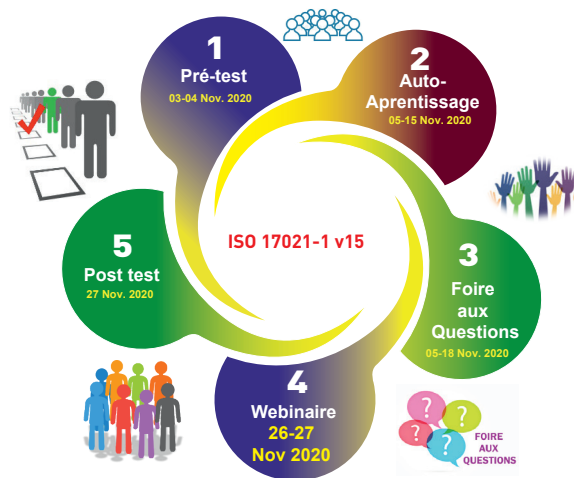 1
Pré-test
03-04 Nov. 2020
2
Auto-
Aprentissage
05-15 Nov. 2020
3
Foire
aux
Questions
05-18 Nov. 2020
4
Webinaire
26-27
Nov 2020
5
Post test
27 Nov. 2020
ISO 17021-1 v15
?
?
?
?
FOIRE
AUX
QUESTIONS